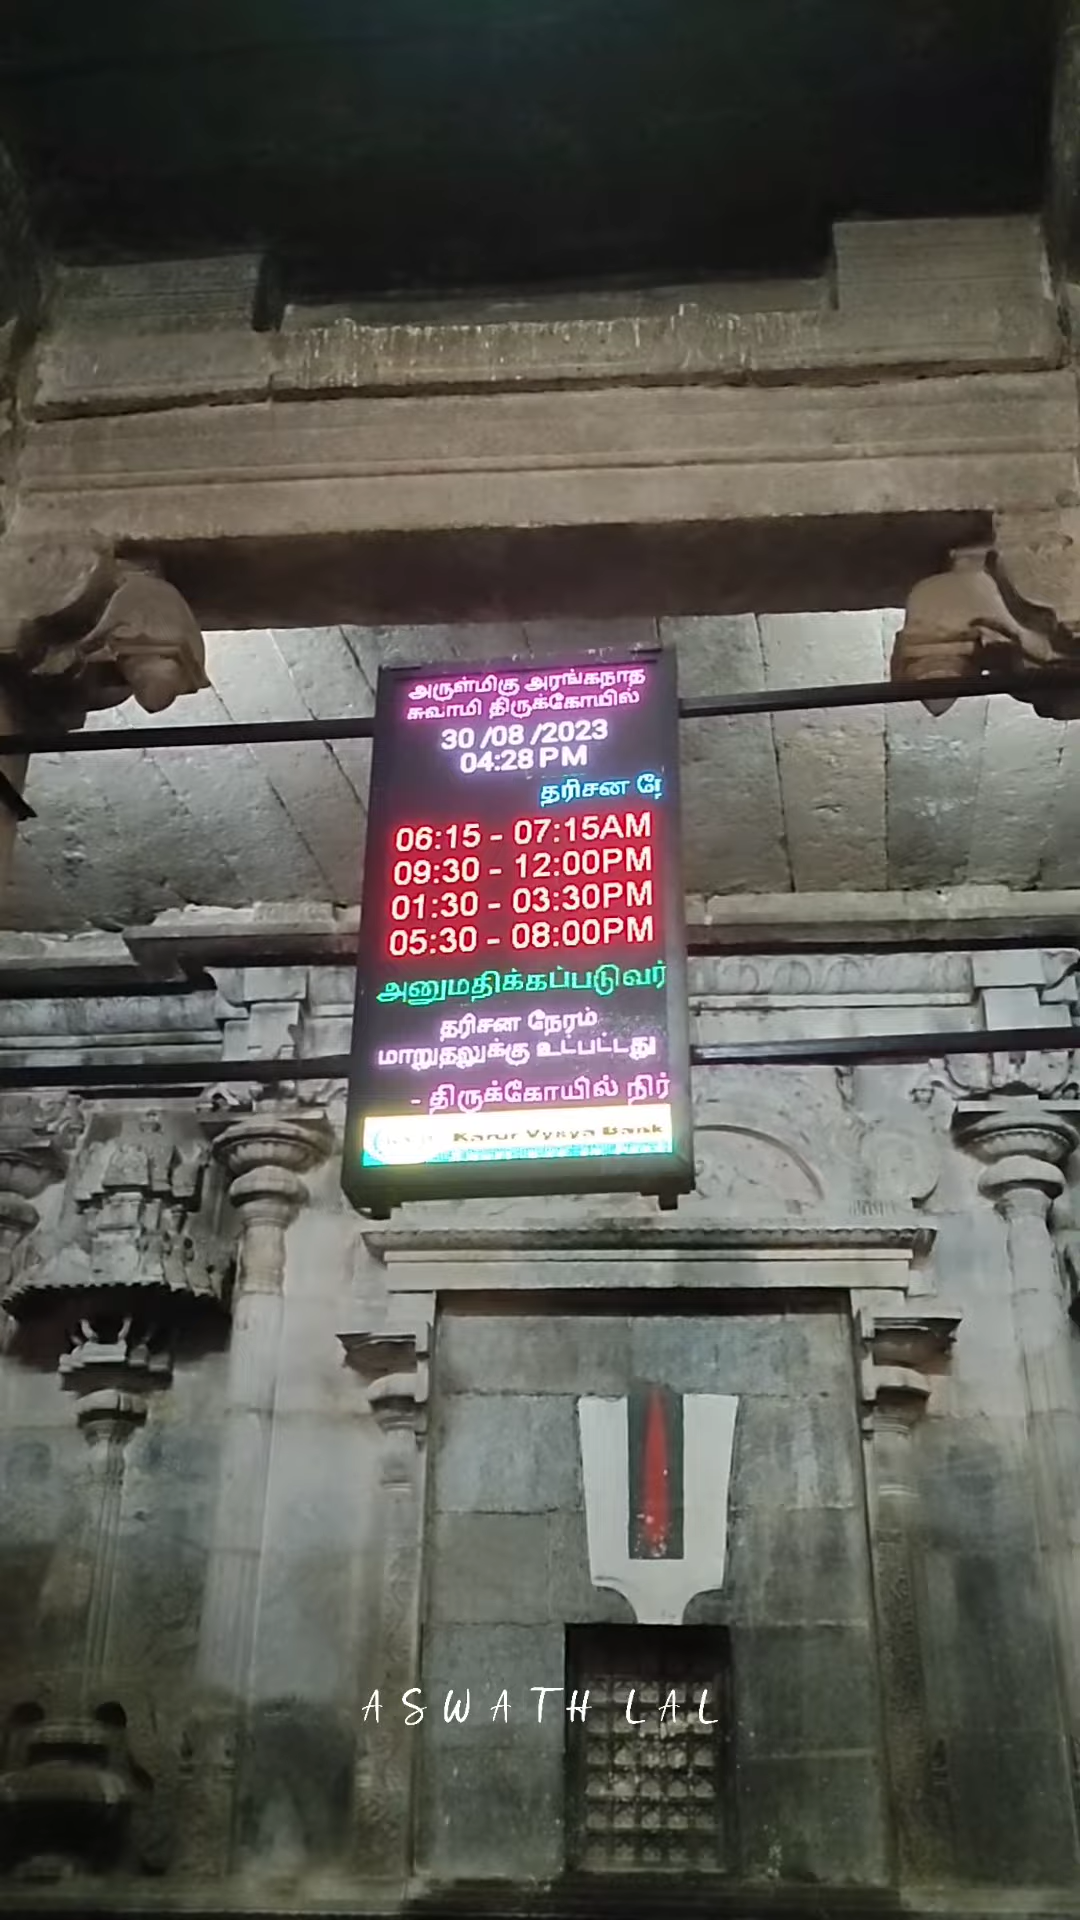 அருள்மிகு அரங்கநாத
சுவாமி திருக்கோயில்
30 /08 /2023
04:28 PM
தரிசன நே
06:15 - 07:15AM
09:30 - 12:00PM
01:30 - 03:30PM
05:30 - 08:00PM
அனுமதிக்கப்படுவர்
தரிசன நேரம்
மாறுதலுக்கு உட்பட்டது
- திருக்கோயில் நிர்
Karur Vysya Bank
ASWATH LAL